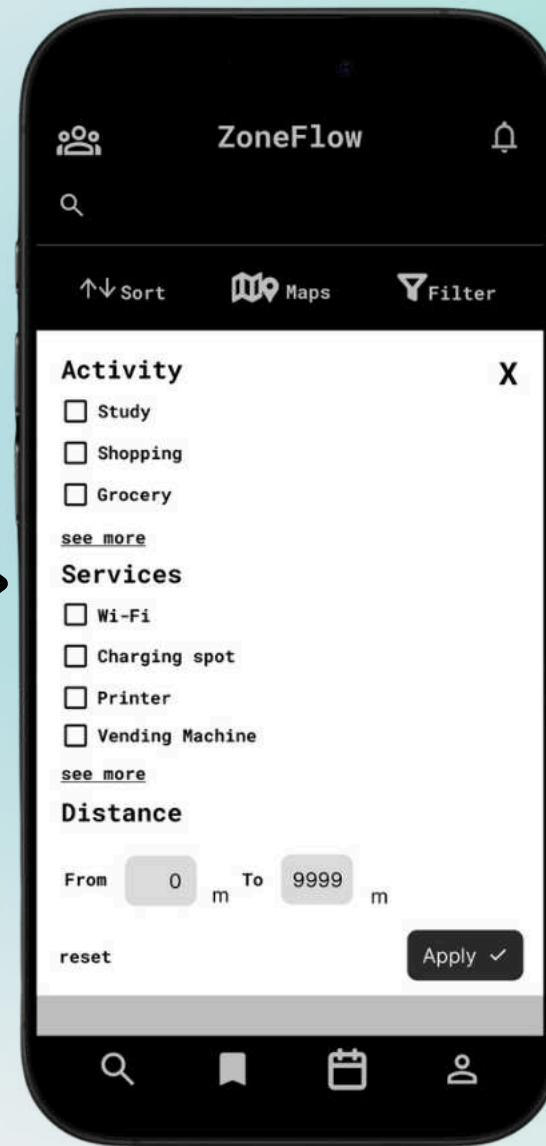 ZoneFlow
Sort Maps Filter
Activity X
Study
Shopping
Grocery
see more
Services
Wi-Fi
Charging spot
Printer
Vending Machine
see more
Distance
From 0 m To 9999 m
reset Apply